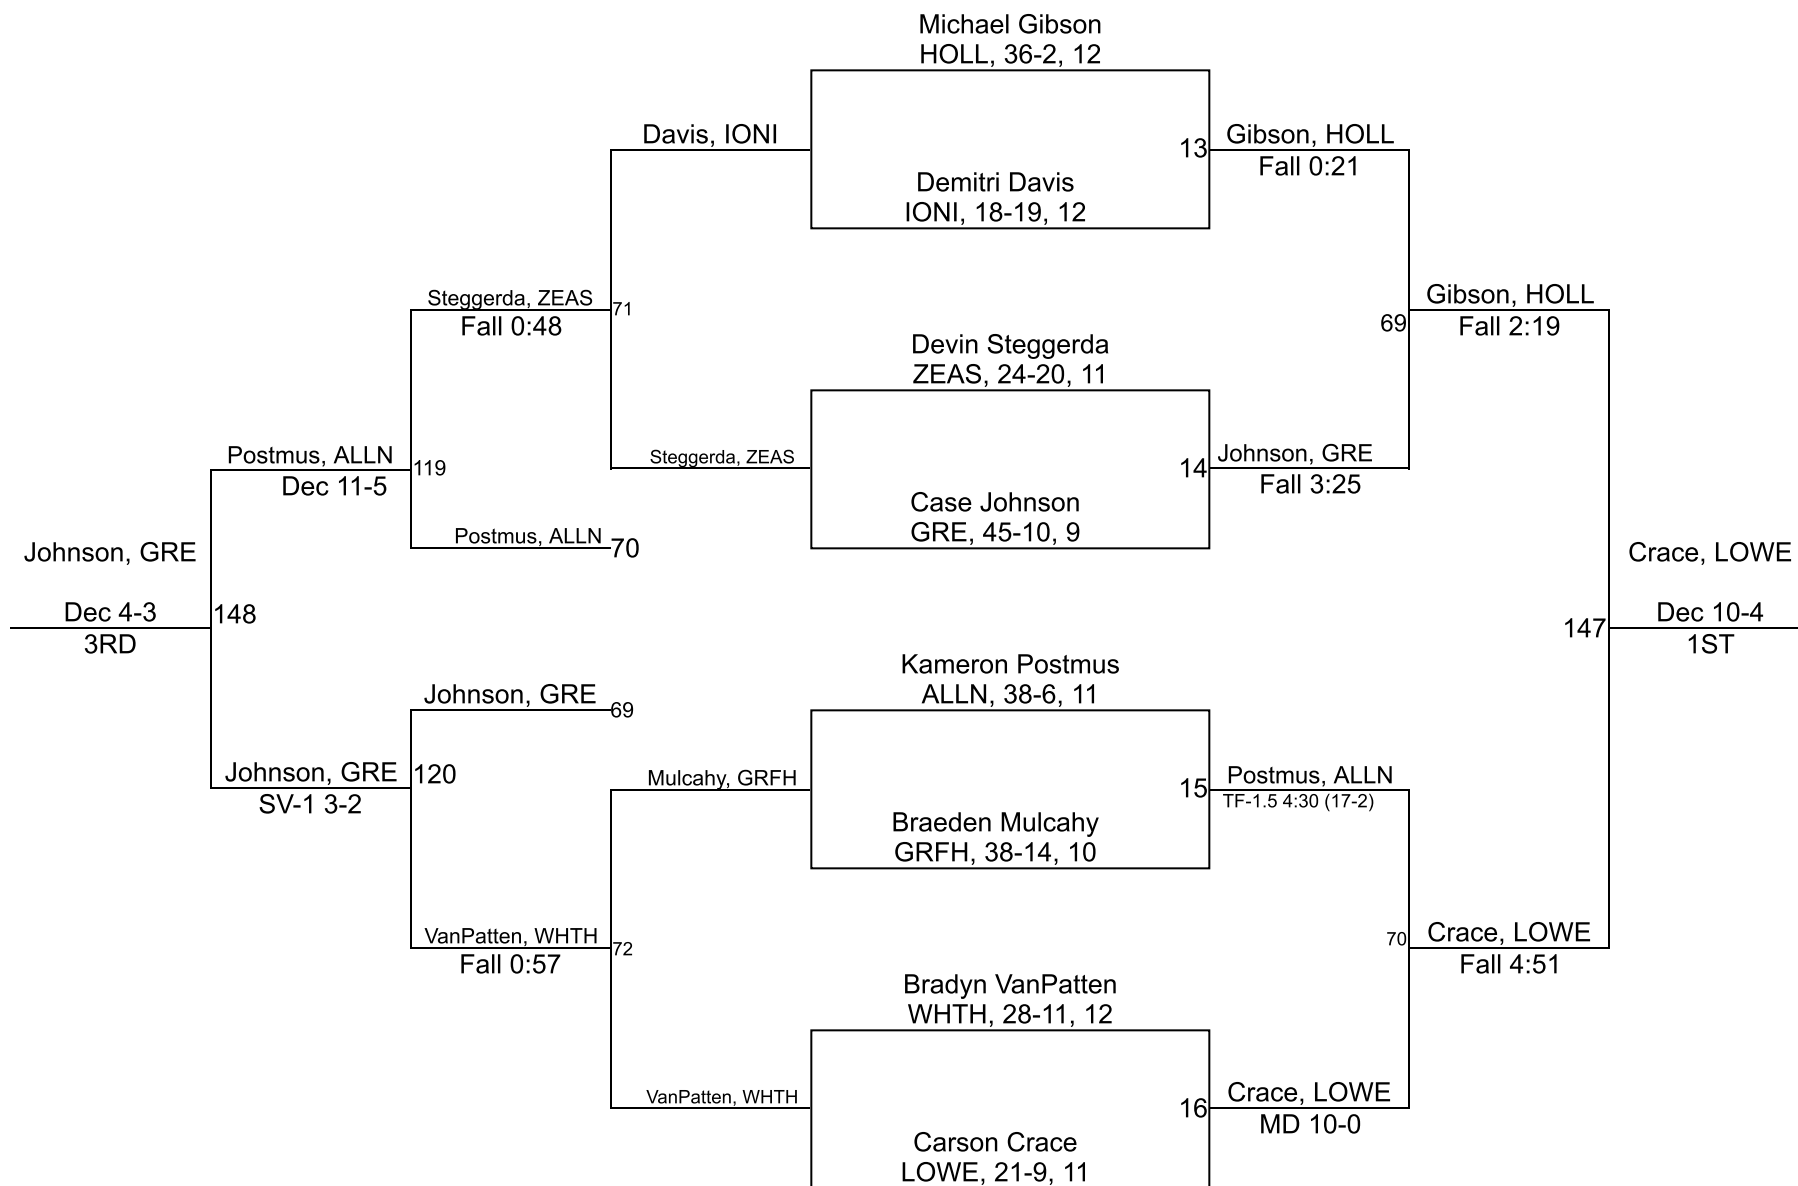 Michael Gibson
HOLL, 36-2, 12
Davis, IONI
13
Gibson, HOLL
Fall 0:21
Demitri Davis
IONI, 18-19, 12
Steggerda, ZEAS
Fall 0:48
71
69
Gibson, HOLL
Fall 2:19
Devin Steggerda
ZEAS, 24-20, 11
Postmus, ALLN
Dec 11-5
119
Steggerda, ZEAS
14
Johnson, GRE
Fall 3:25
Case Johnson
GRE, 45-10, 9
Postmus, ALLN
70
Johnson, GRE
Dec 4-3
3RD
148
Crace, LOWE
147
Dec 10-4
1ST
Kameron Postmus
ALLN, 38-6, 11
Johnson, GRE
69
Johnson, GRE
SV-1 3-2
120
Mulcahy, GRFH
15
Postmus, ALLN
TF-1.5 4:30 (17-2)
Braeden Mulcahy
GRFH, 38-14, 10
VanPatten, WHTH
Fall 0:57
72
70
Crace, LOWE
Fall 4:51
Bradyn VanPatten
WHTH, 28-11, 12
VanPatten, WHTH
16
Crace, LOWE
MD 10-0
Carson Crace
LOWE, 21-9, 11